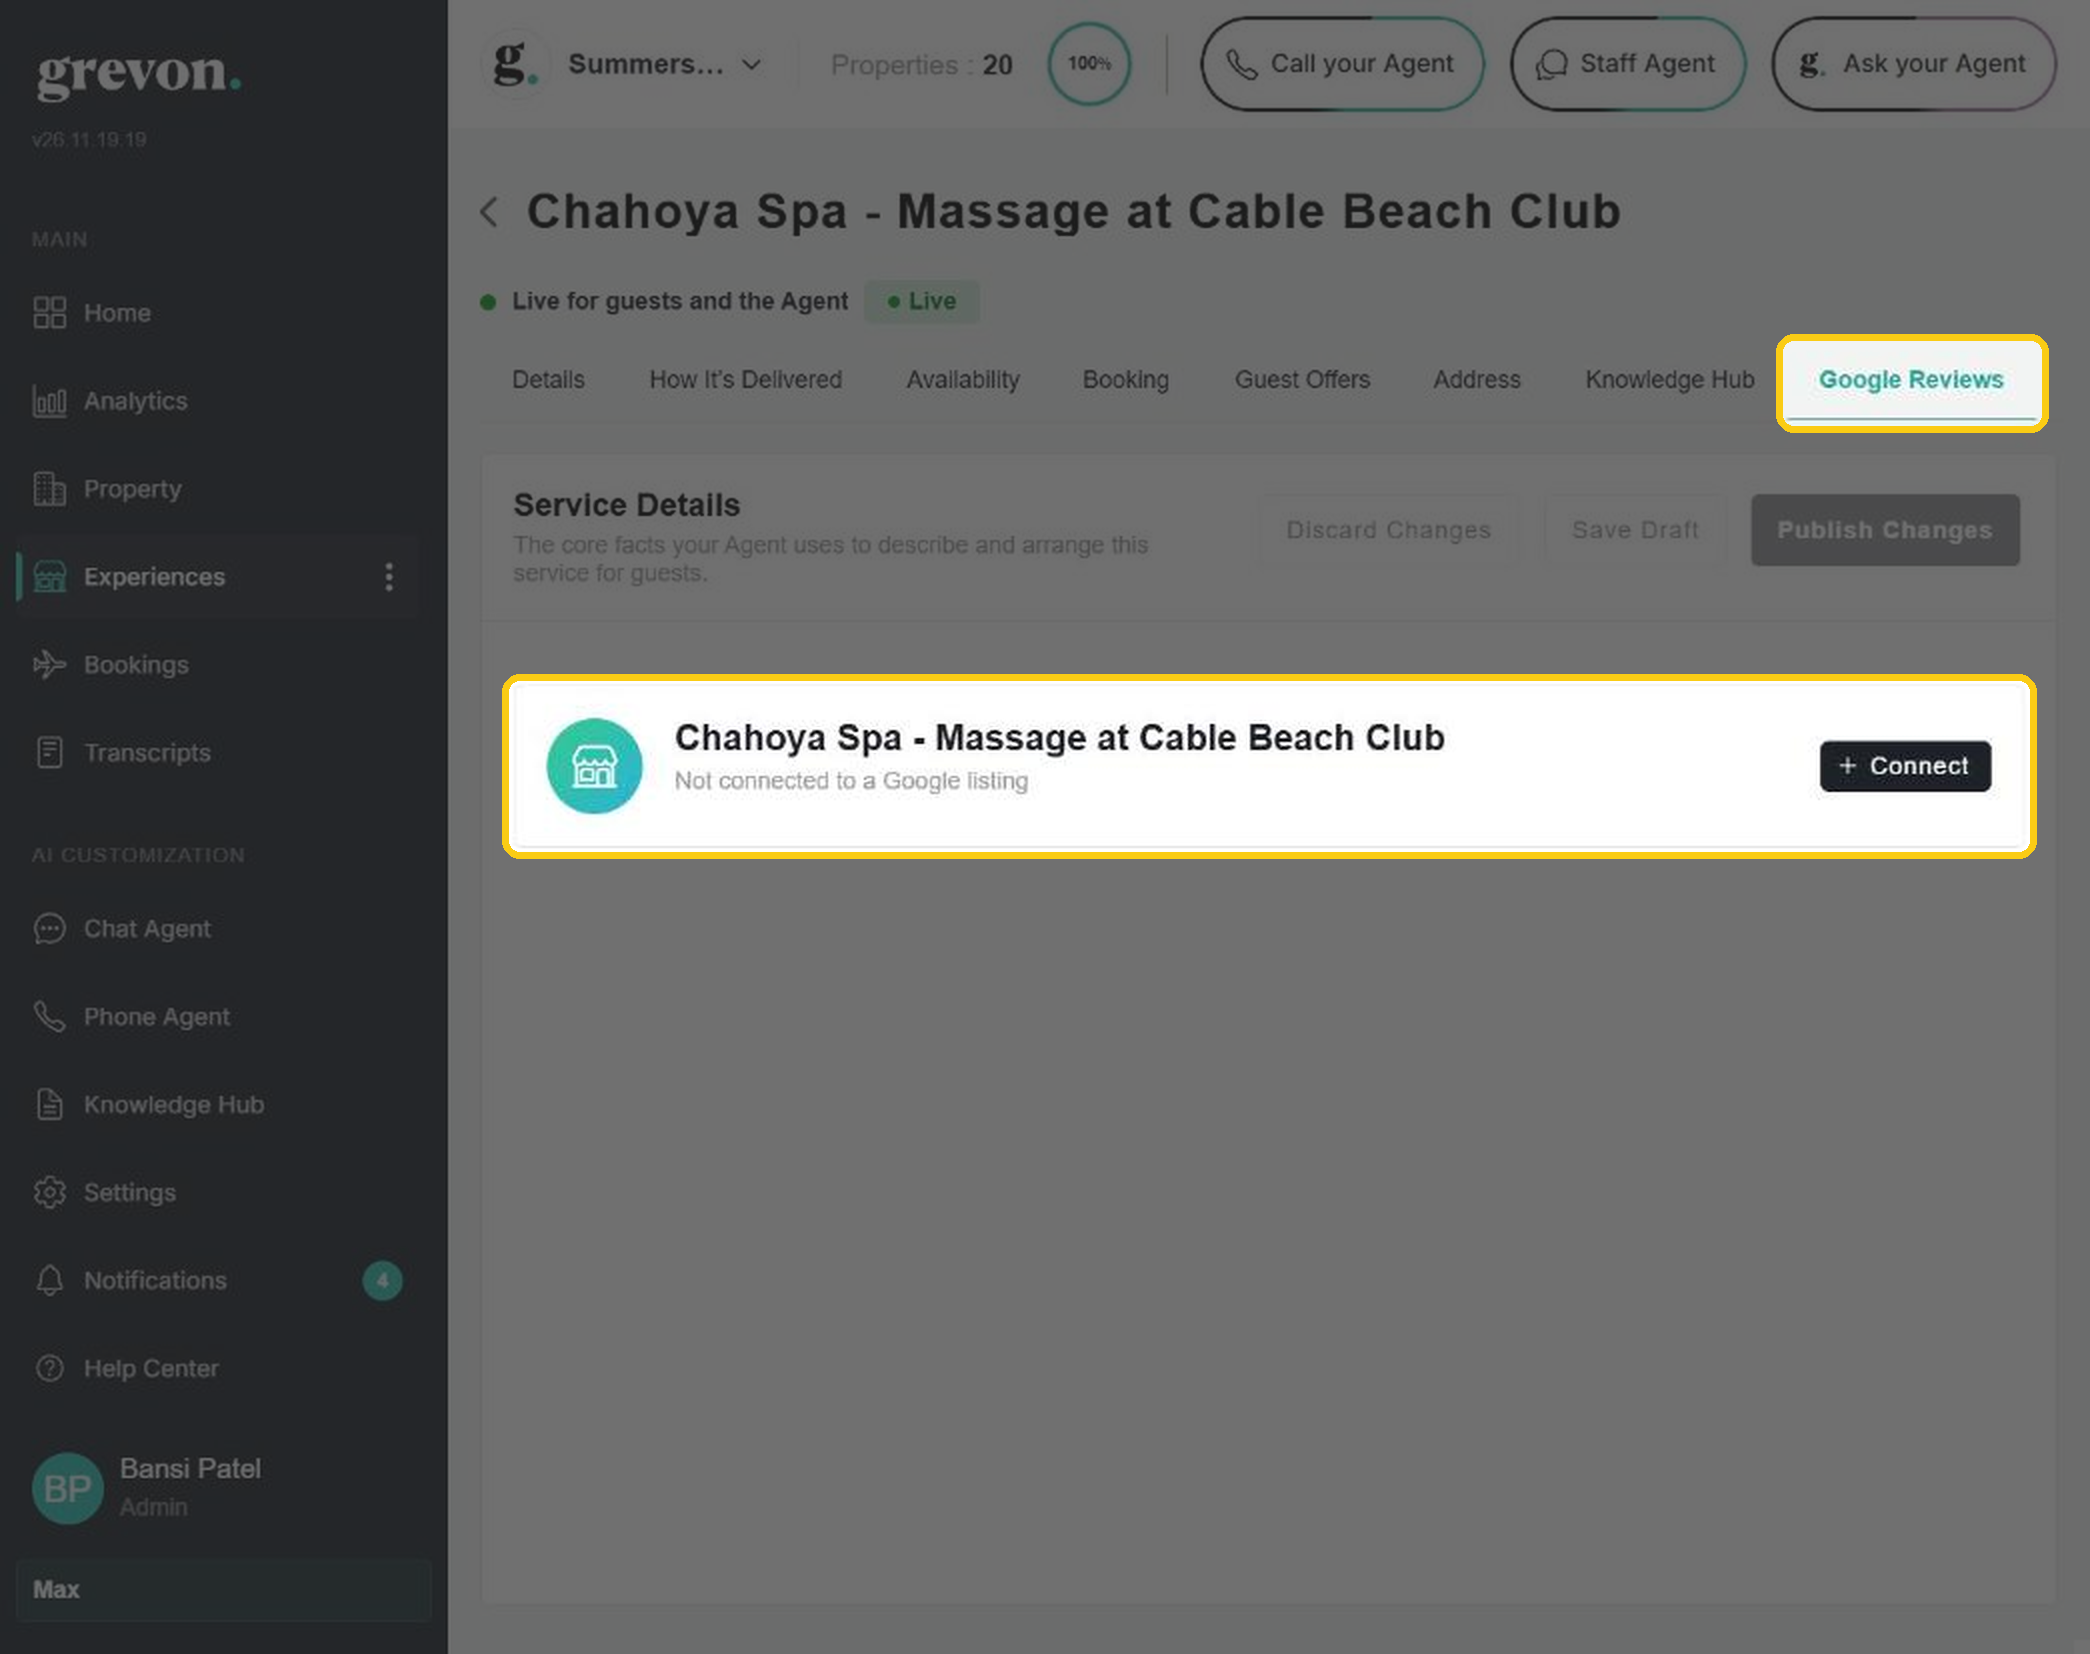 grevon.
v26.11.19.19
MAIN
Home
Analytics
Property
Experiences
Bookings
Transcripts
AI CUSTOMIZATION
Chat Agent
Phone Agent
Knowledge Hub
Settings
Notifications 4
Help Center
BP
Bansi Patel
Admin
Max
g. Summers... Properties : 20 100% Call your Agent Staff Agent g. Ask your Agent
Chahoya Spa - Massage at Cable Beach Club
Live for guests and the Agent Live
Details How It's Delivered Availability Booking Guest Offers Address Knowledge Hub Google Reviews
Service Details
The core facts your Agent uses to describe and arrange this
service for guests.
Discard Changes Save Draft Publish Changes
Chahoya Spa - Massage at Cable Beach Club
Not connected to a Google listing
+ Connect